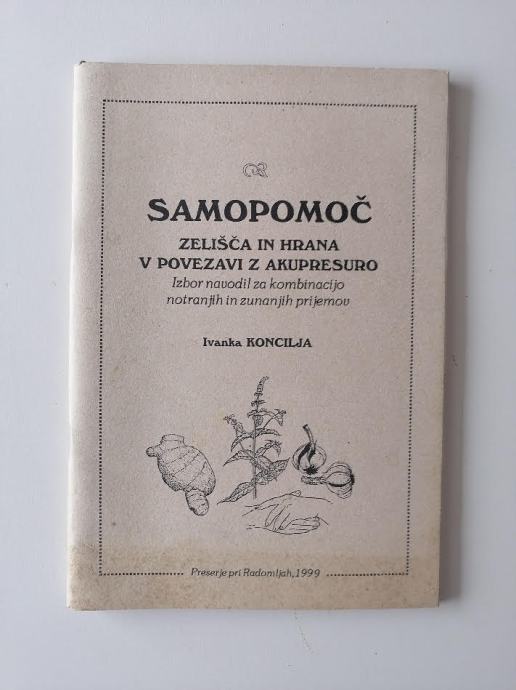 SAMOPOMOČ
ZELIŠČA IN HRANA
V POVEZAVI Z AKUPRESURO
Izbor navodil za kombinacijo
notranjih in zunanjih prijemov
Ivanka KONCILJA
Preserje pri Radomljah, 1999